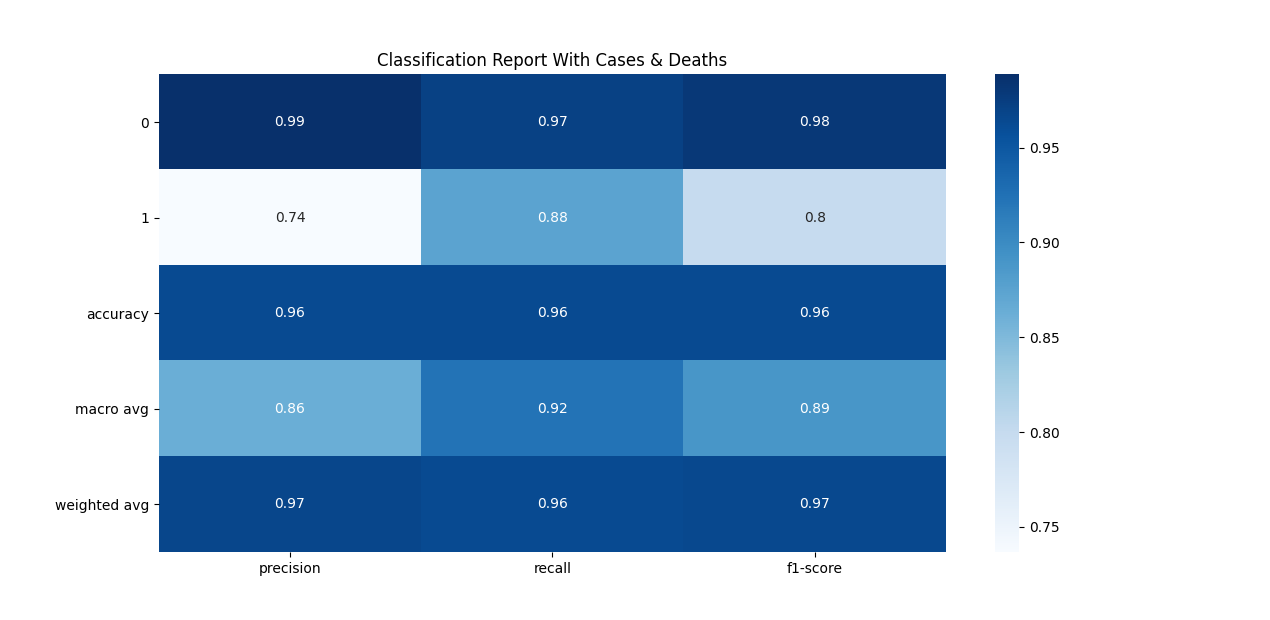 Classification Report With Cases & Deaths
0 0.99 0.97 0.98
1 0.74 0.88 0.8
accuracy 0.96 0.96 0.96
macro avg 0.86 0.92 0.89
weighted avg 0.97 0.96 0.97
precision recall f1-score
0.95
0.90
0.85
0.80
0.75